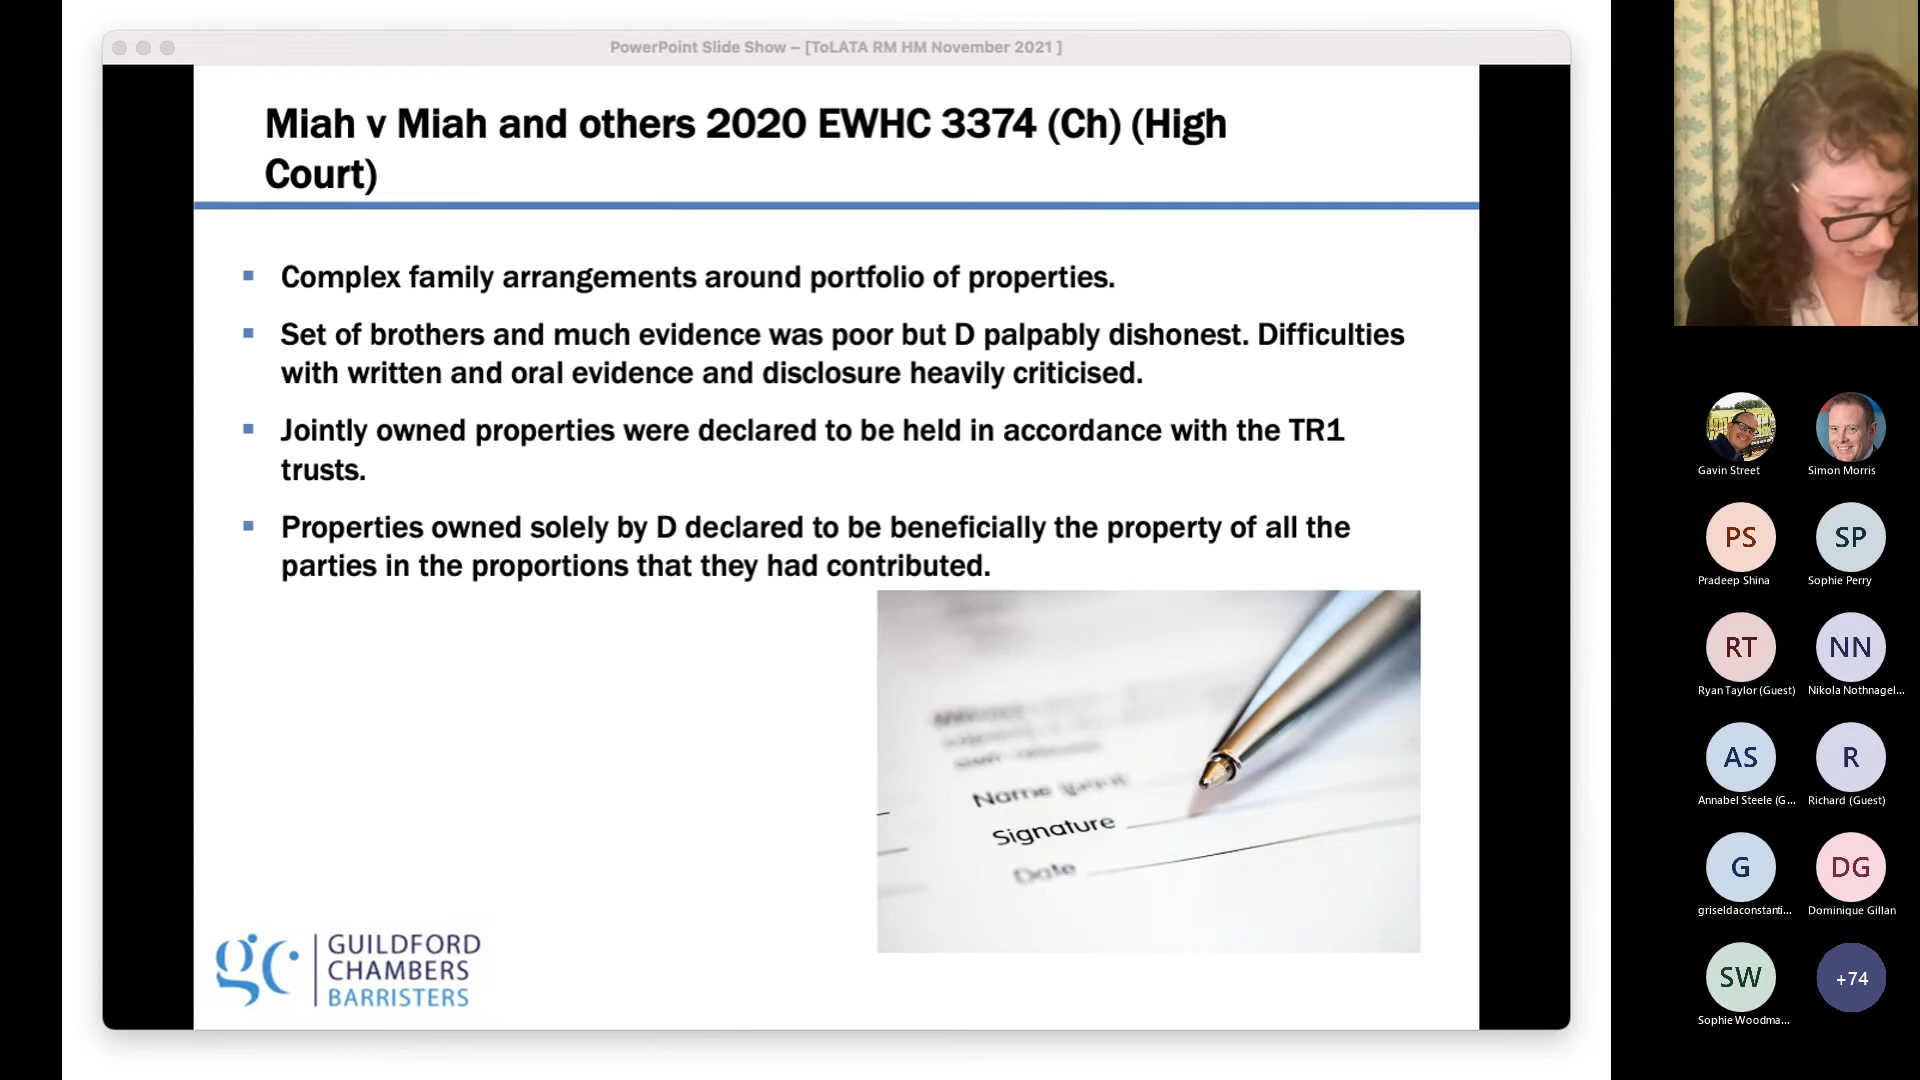 PowerPoint Slide Show – [ToLATA RM HM November 2021 ]
Miah v Miah and others 2020 EWHC 3374 (Ch) (High
Court)
Complex family arrangements around portfolio of properties.
Set of brothers and much evidence was poor but D palpably dishonest. Difficulties
with written and oral evidence and disclosure heavily criticised.
Jointly owned properties were declared to be held in accordance with the TR1
trusts.
Properties owned solely by D declared to be beneficially the property of all the
parties in the proportions that they had contributed.
Name (print)
Signature
Date
gc
GUILDFORD
CHAMBERS
BARRISTERS
Gavin Street
Simon Morris
PS
SP
Pradeep Shina
Sophie Perry
RT
NN
Ryan Taylor (Guest)
Nikola Nothnagel...
AS
R
Annabel Steele (G...
Richard (Guest)
G
DG
griseldaconstanti...
Dominique Gillan
SW
+74
Sophie Woodma...